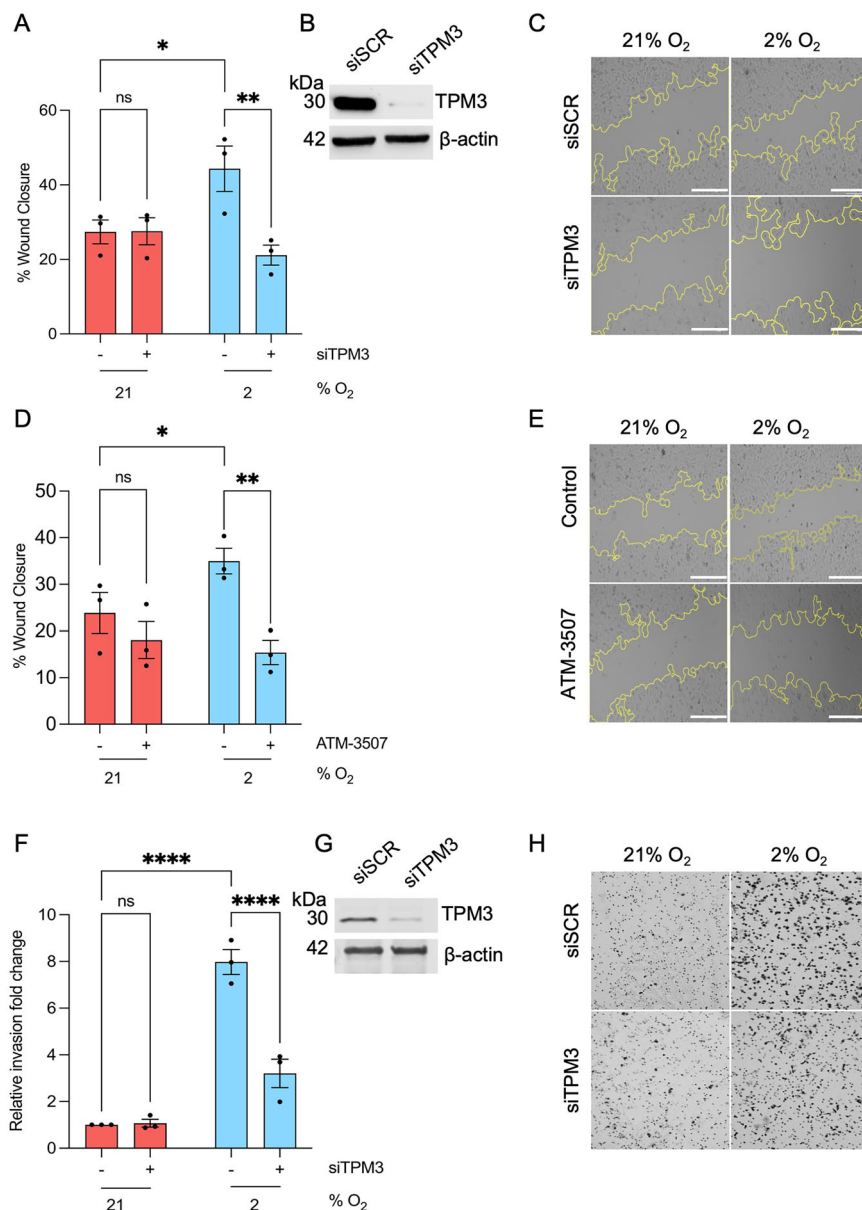 A
*
ns
**
60
40
20
0
% Wound Closure
- + - +
siTPM3
21 2
% O₂
B
siSCR siTPM3
kDa
30 TPM3
42 β-actin
C
21% O₂ 2% O₂
siSCR
siTPM3
D
*
ns
**
50
40
30
20
10
0
% Wound Closure
- + - +
ATM-3507
21 2
% O₂
E
21% O₂ 2% O₂
Control
ATM-3507
F
****
ns
****
10
8
6
4
2
0
Relative invasion fold change
- + - +
siTPM3
21 2
% O₂
G
siSCR siTPM3
kDa
30 TPM3
42 β-actin
H
21% O₂ 2% O₂
siSCR
siTPM3